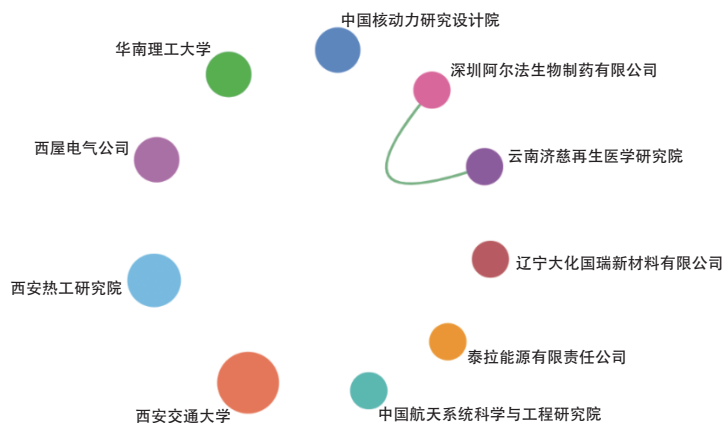 中国核动力研究设计院
华南理工大学
深圳阿尔法生物制药有限公司
西屋电气公司
云南济慈再生医学研究院
辽宁大化国瑞新材料有限公司
西安热工研究院
泰拉能源有限责任公司
西安交通大学
中国航天系统科学与工程研究院